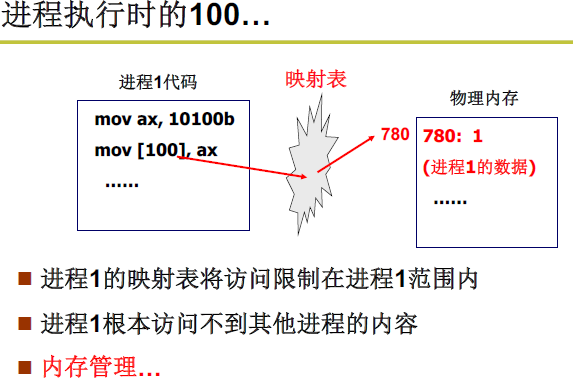 进程执行时的100…
进程1代码
映射表
物理内存
mov ax, 10100b
mov [100], ax
……
780
780: 1
(进程1的数据)
……
进程1的映射表将访问限制在进程1范围内
进程1根本访问不到其他进程的内容
内存管理…